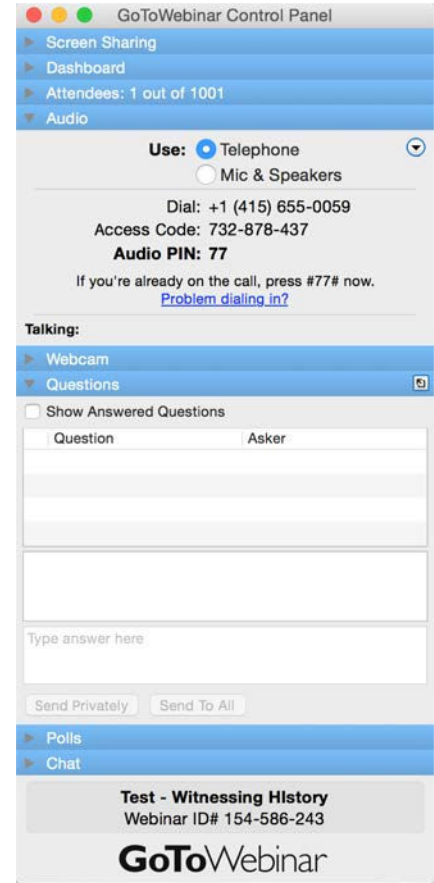 GoToWebinar Control Panel
Screen Sharing
Dashboard
Attendees: 1 out of 1001
Audio
Use: Telephone
Mic & Speakers
Dial: +1 (415) 655-0059
Access Code: 732-878-437
Audio PIN: 77
If you're already on the call, press #77# now.
Problem dialing in?
Talking:
Webcam
Questions
Show Answered Questions
Question Asker
Type answer here
Send Privately Send To All
Polls
Chat
Test - Witnessing HIstory
Webinar ID# 154-586-243
GoToWebinar